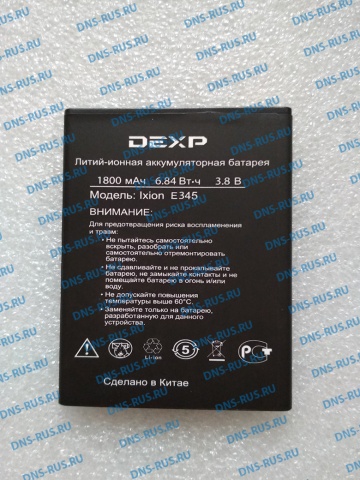 DEXP
Литий-ионная аккумуляторная батарея
1800 мАч 6.84 Вт·ч 3.8 В
Модель: Ixion E345
ВНИМАНИЕ:
Для предотвращения риска воспламенения
и травм:
• Не пытайтесь самостоятельно
вскрыть, разобрать или
самостоятельно отремонтировать
батарею.
• Не сдавливайте и не прокалывайте
батарею, не замыкайте контакты и не
помещайте батарею в огонь и/или
воду.
• Не допускайте повышения
температуры выше 60°C.
• Заменяйте только на батарею,
разработанную для данного
устройства.
Li-ion
5
РСТ
Сделано в Китае
DNS-RUS.RU